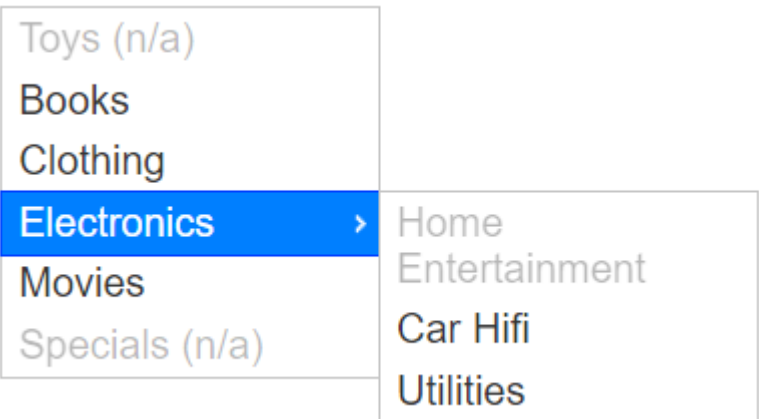 Toys (n/a)
Books
Clothing
Electronics
Movies
Specials (n/a)
Home
Entertainment
Car Hifi
Utilities